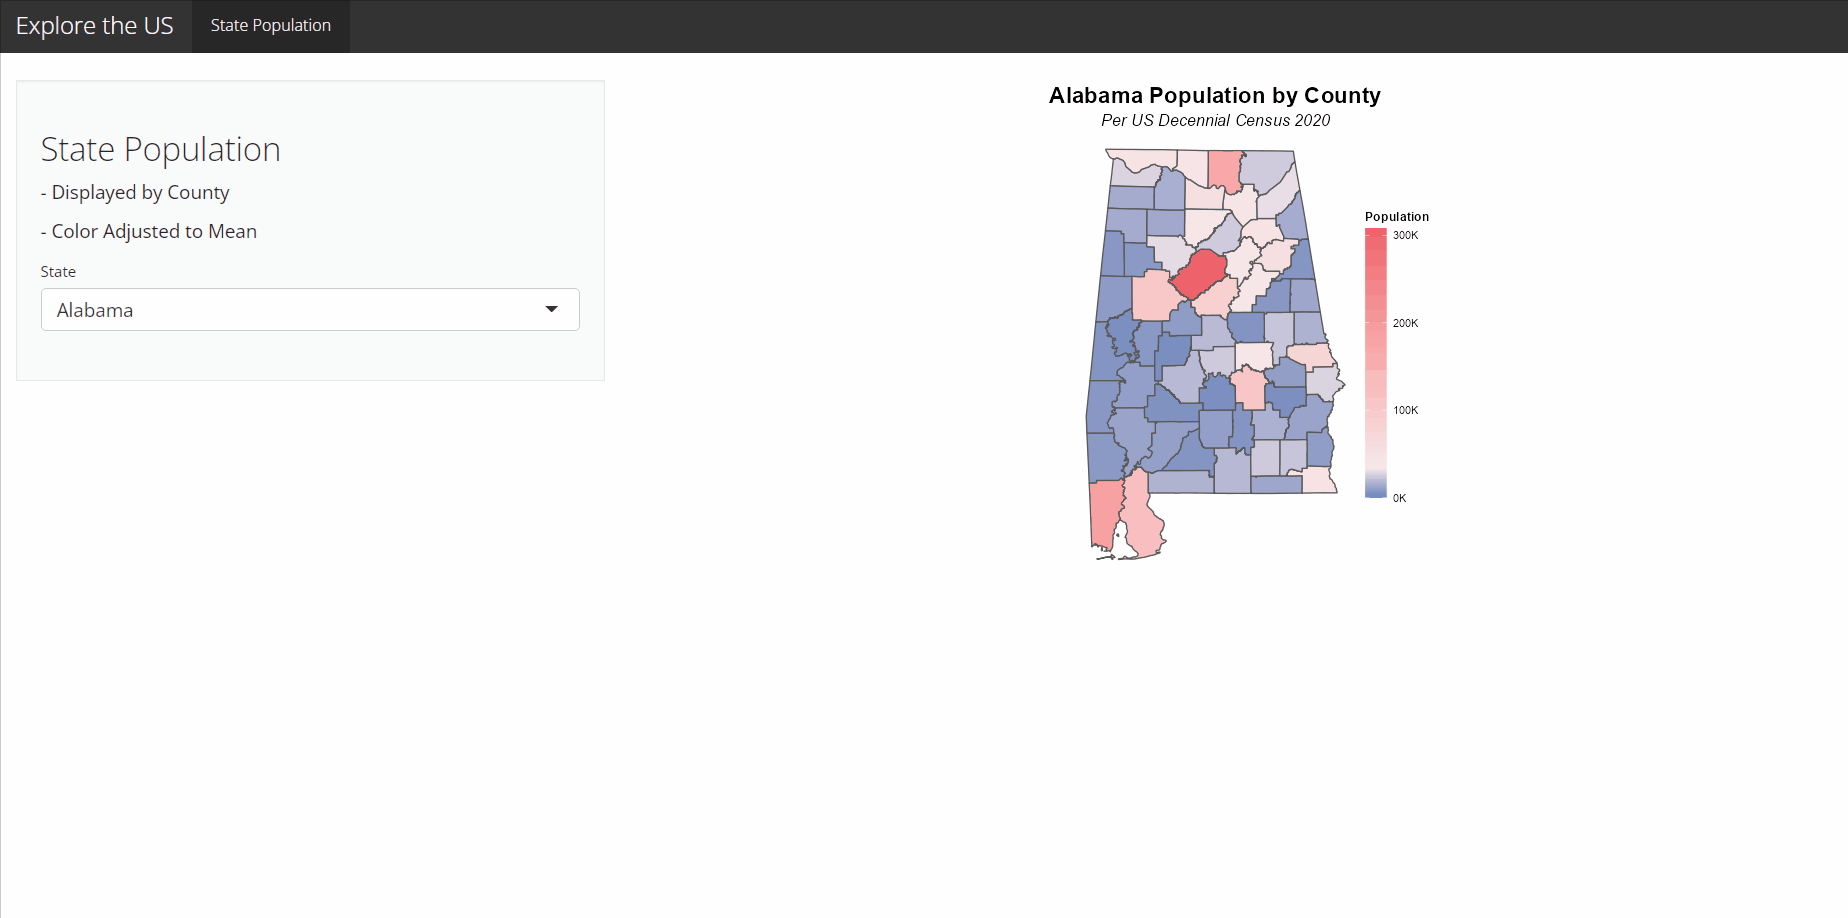 Explore the US State Population
State Population
- Displayed by County
- Color Adjusted to Mean
State
Alabama
Alabama Population by County
Per US Decennial Census 2020
Population
300K
200K
100K
0K